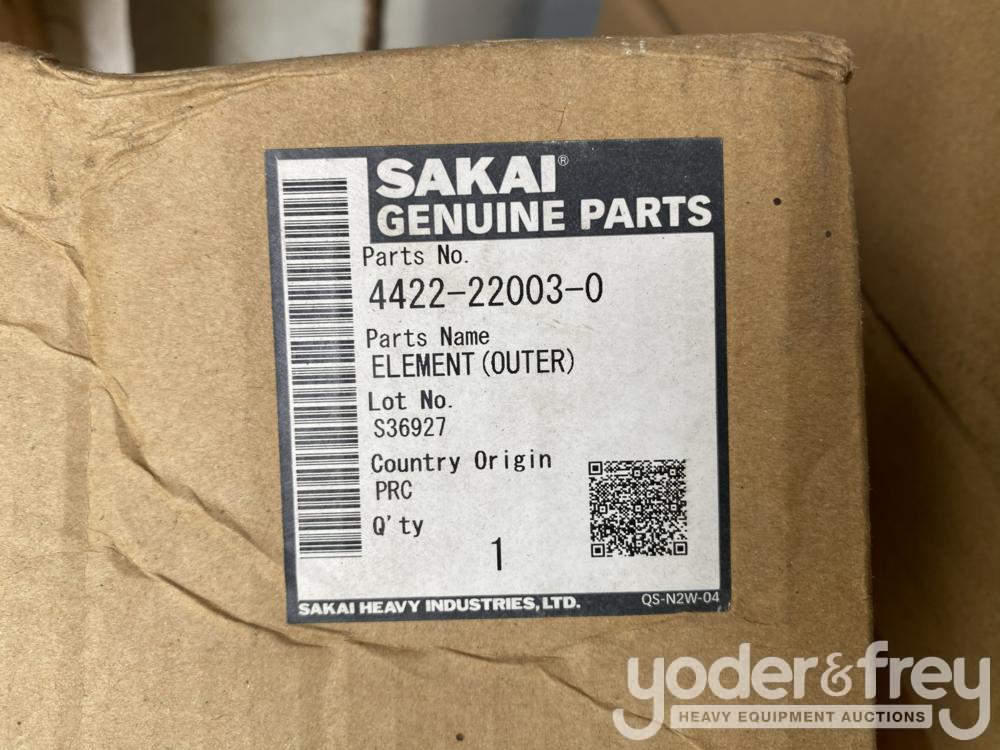 SAKAI®
GENUINE PARTS
Parts No.
4422-22003-0
Parts Name
ELEMENT(OUTER)
Lot No.
S36927
Country Origin
PRC
Q'ty
1
SAKAI HEAVY INDUSTRIES, LTD.
QS-N2W-04
yoder&frey
HEAVY EQUIPMENT AUCTIONS